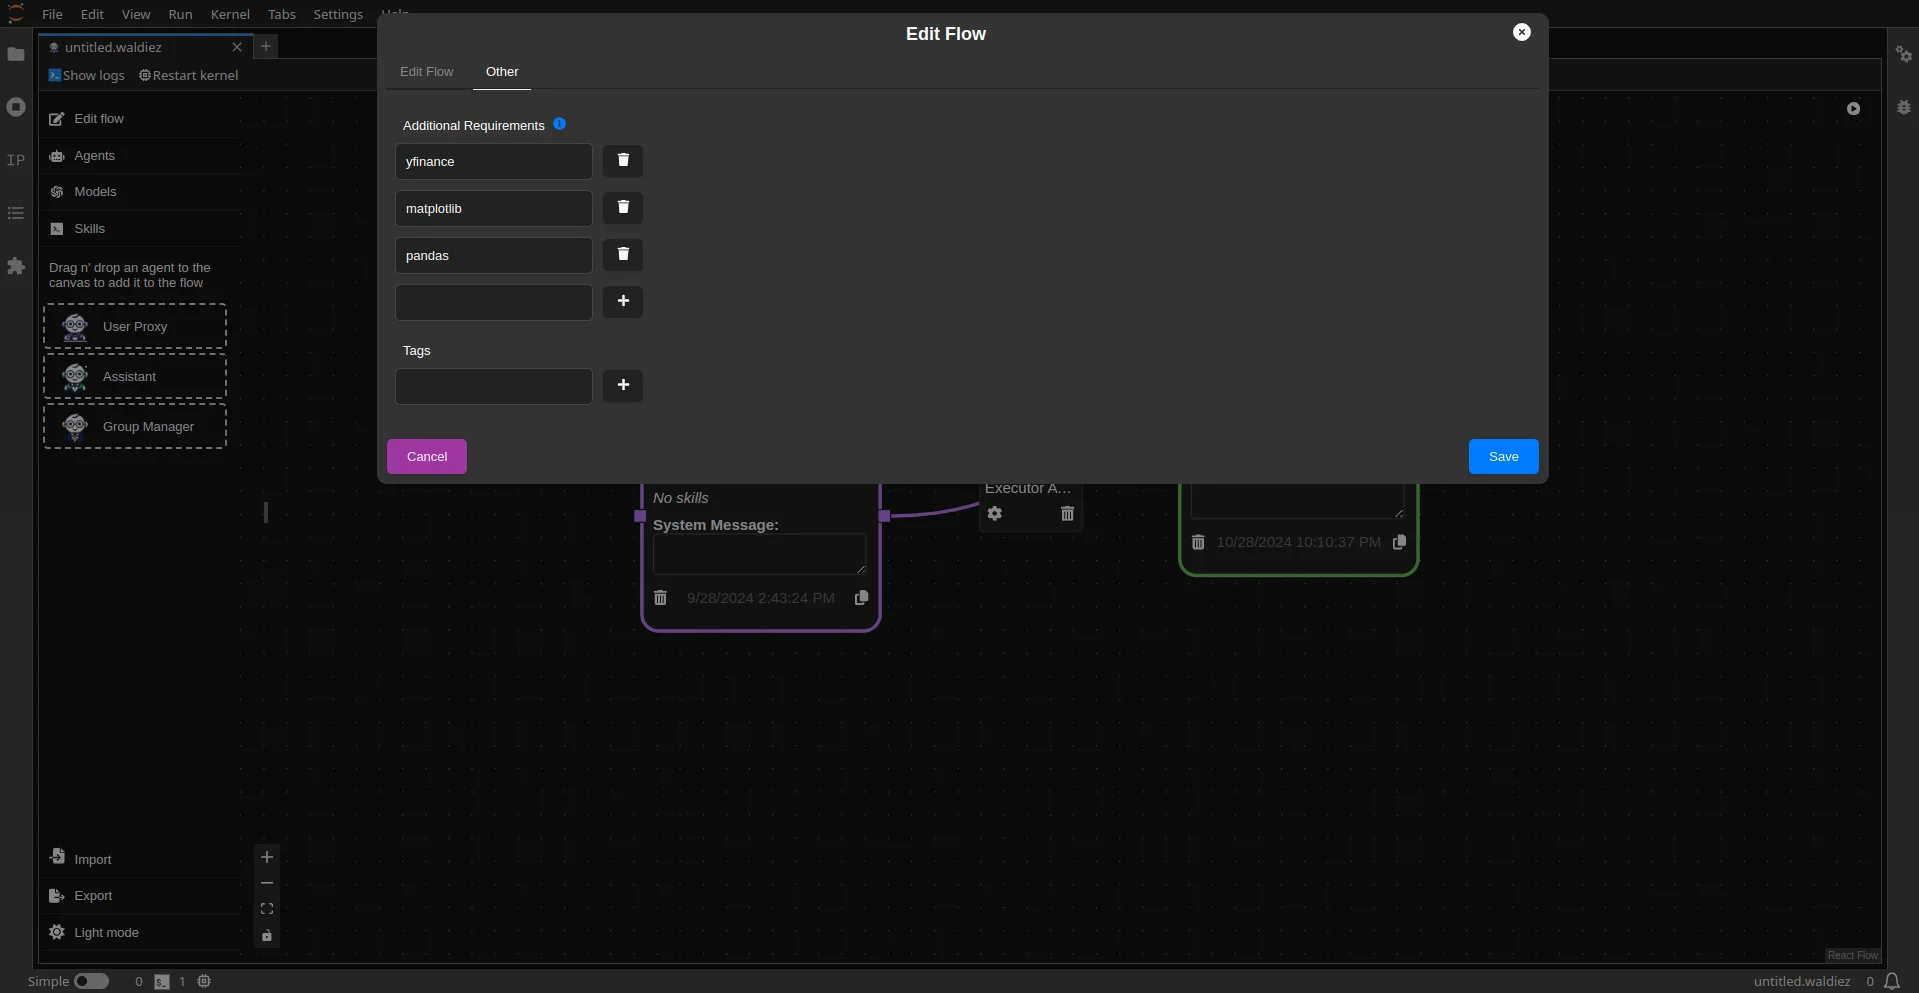 File Edit View Run Kernel Tabs Settings Help
untitled.waldiez
Show logs Restart kernel
Edit flow
Agents
Models
Skills
Drag n' drop an agent to the
canvas to add it to the flow
User Proxy
Assistant
Group Manager
Import
Export
Light mode
IP
Edit Flow
Edit Flow Other
Additional Requirements
yfinance
matplotlib
pandas
Tags
Cancel Save
No skills
System Message:
9/28/2024 2:43:24 PM
Executor A...
10/28/2024 10:10:37 PM
React Flow
Simple 0 1
untitled.waldiez 0